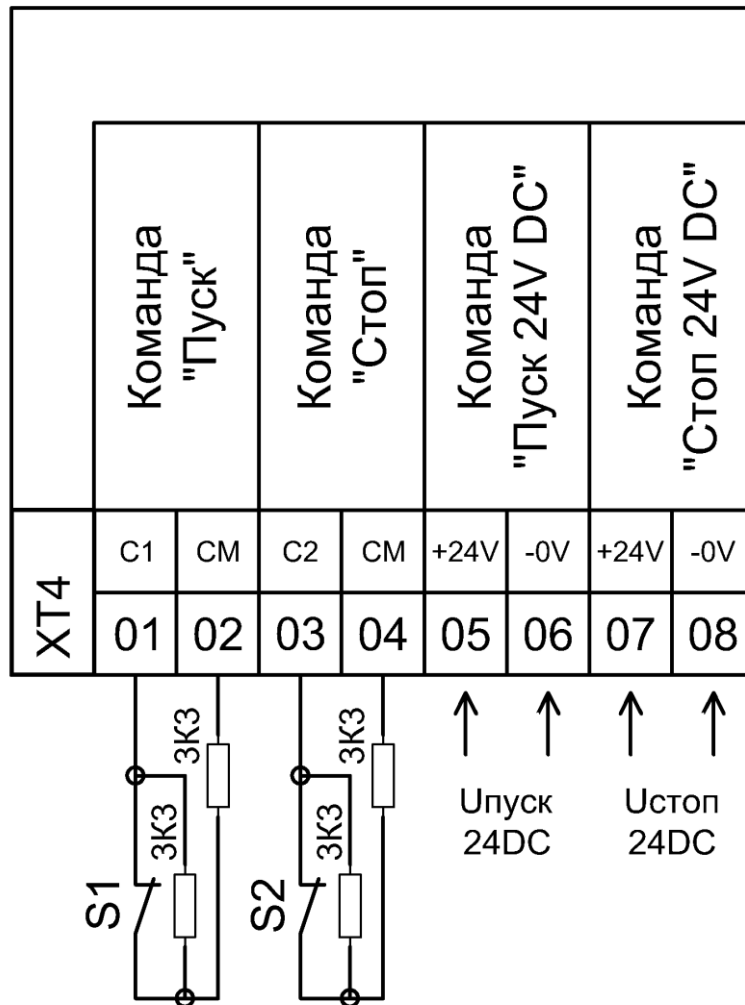 Команда
"Пуск"
Команда
"Стоп"
Команда
"Пуск 24V DC"
Команда
"Стоп 24V DC"
XT4
C1
CM
C2
CM
+24V
-0V
+24V
-0V
01
02
03
04
05
06
07
08
3К3
3К3
S1
3К3
3К3
S2
Uпуск
24DC
Uстоп
24DC